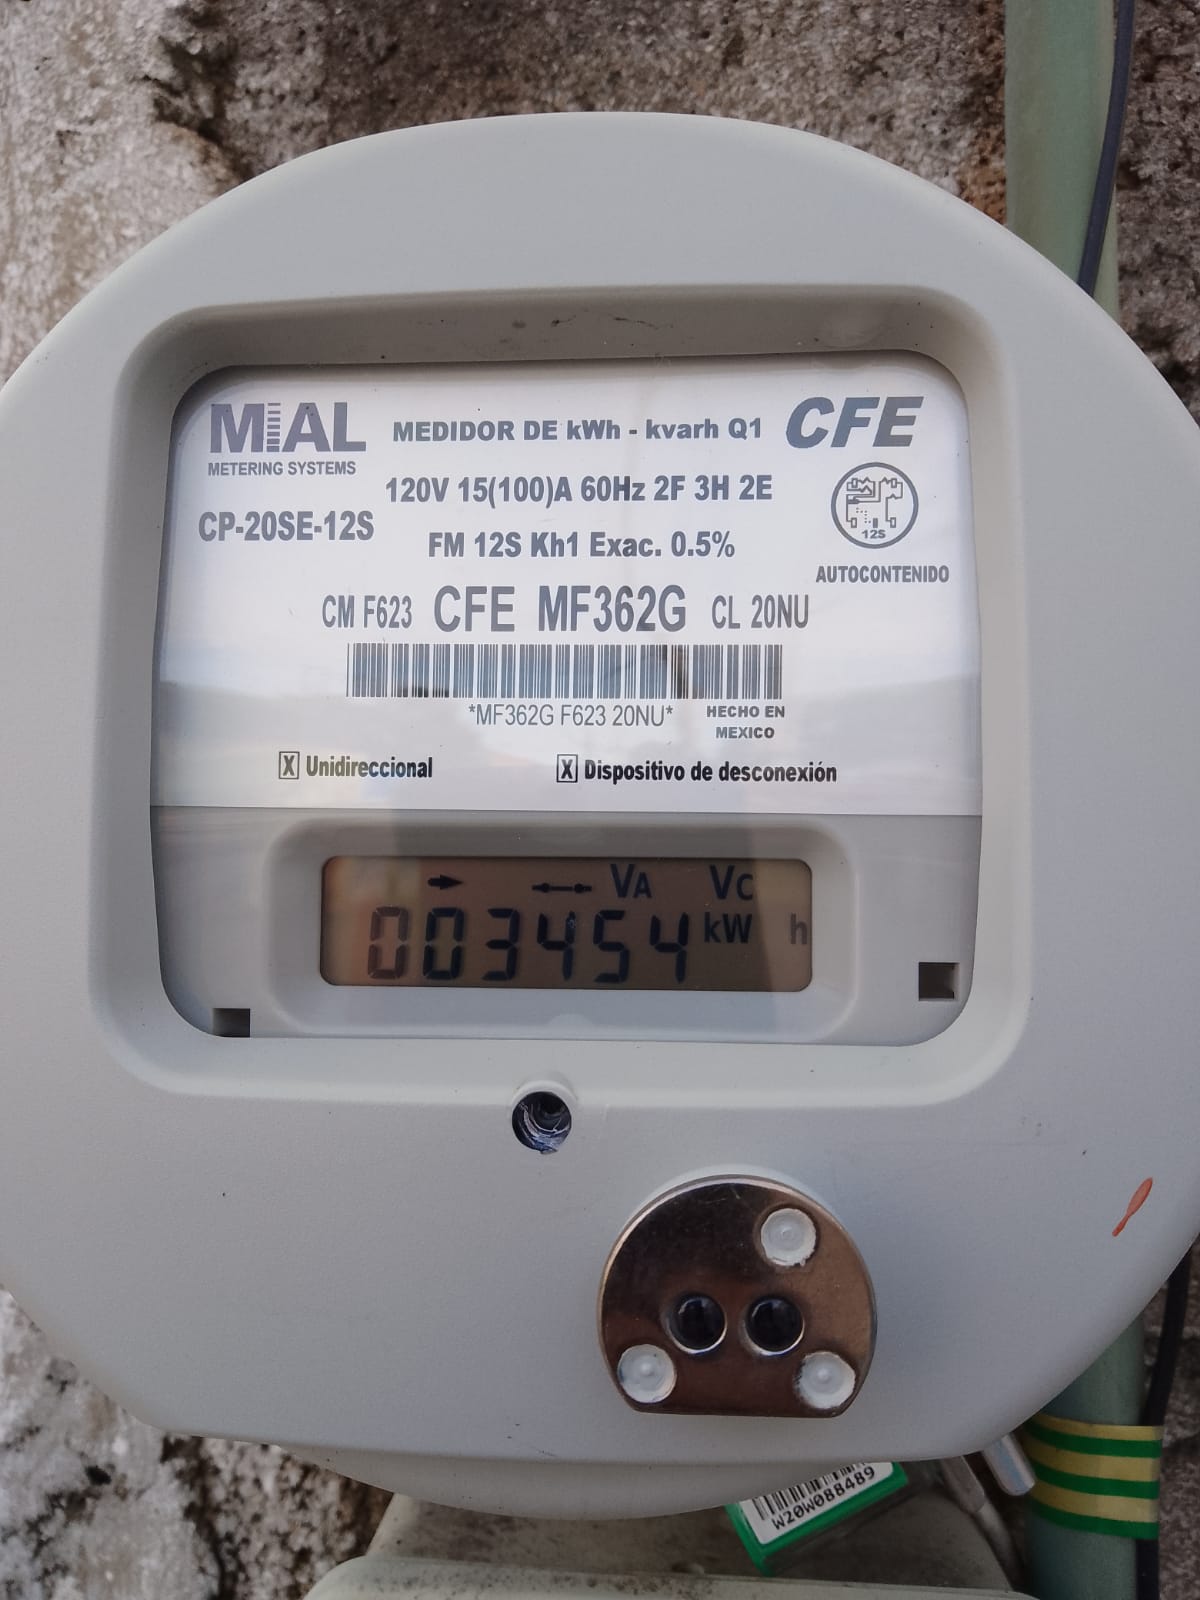 MIAL
METERING SYSTEMS
MEDIDOR DE kWh - kvarh Q1
CFE
120V 15(100)A 60Hz 2F 3H 2E
CP-20SE-12S
FM 12S Kh1 Exac. 0.5%
12S
AUTOCONTENIDO
CM F623 CFE MF362G CL 20NU
*MF362G F623 20NU*
HECHO EN
MEXICO
X Unidireccional
X Dispositivo de desconexión
VA VC
003454 kW h
W20W088489